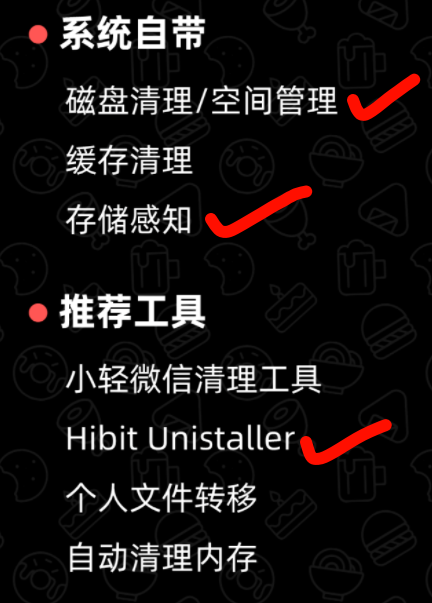 系统自带
磁盘清理/空间管理
缓存清理
存储感知
推荐工具
小轻微信清理工具
Hibit Unistaller
个人文件转移
自动清理内存